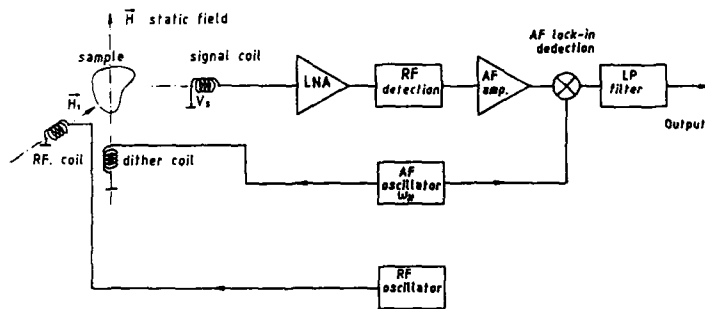 H static field
sample
signal coil
AF lock-in
dedection
LNA
RF
detection
AF
amp.
LP
filter
H₁
Vs
Output
RF. coil
dither coil
AF
oscillator
ωμ
RF
oscillator